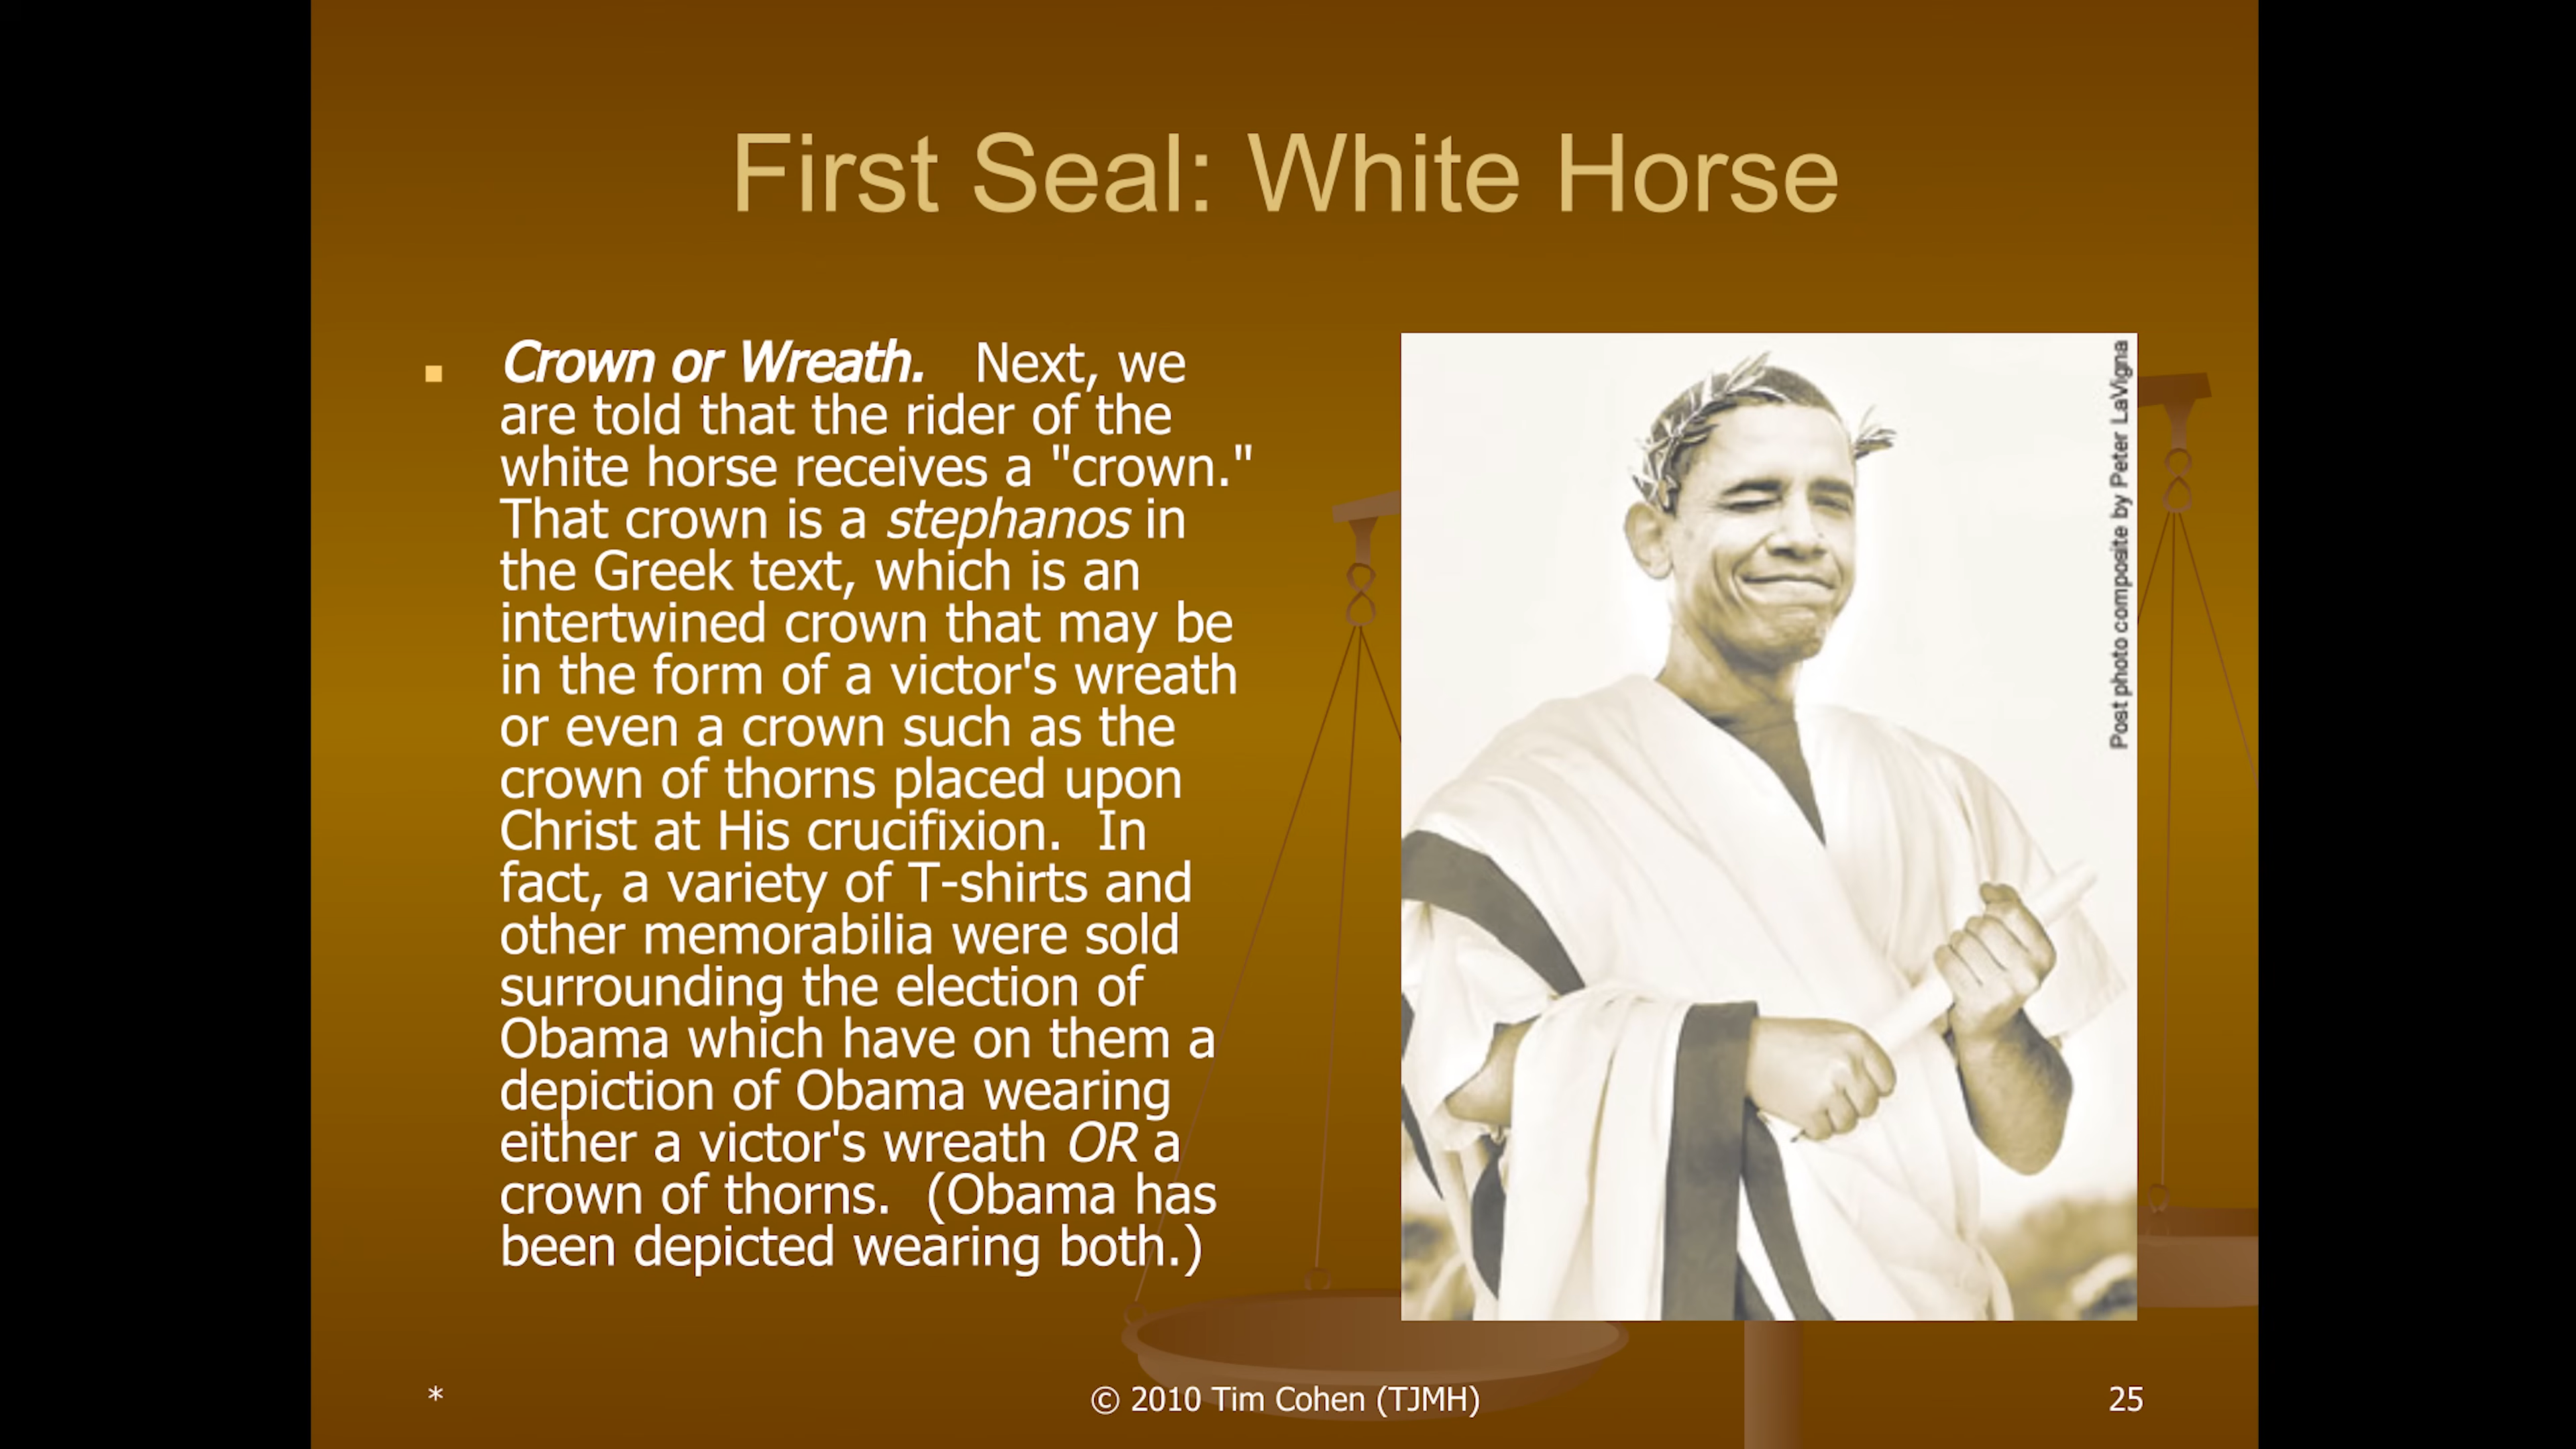 First Seal: White Horse
Crown or Wreath. Next, we
are told that the rider of the
white horse receives a "crown."
That crown is a stephanos in
the Greek text, which is an
intertwined crown that may be
in the form of a victor's wreath
or even a crown such as the
crown of thorns placed upon
Christ at His crucifixion. In
fact, a variety of T-shirts and
other memorabilia were sold
surrounding the election of
Obama which have on them a
depiction of Obama wearing
either a victor's wreath OR a
crown of thorns. (Obama has
been depicted wearing both.)
Post photo composite by Peter LaVigna
*
© 2010 Tim Cohen (TJMH)
25